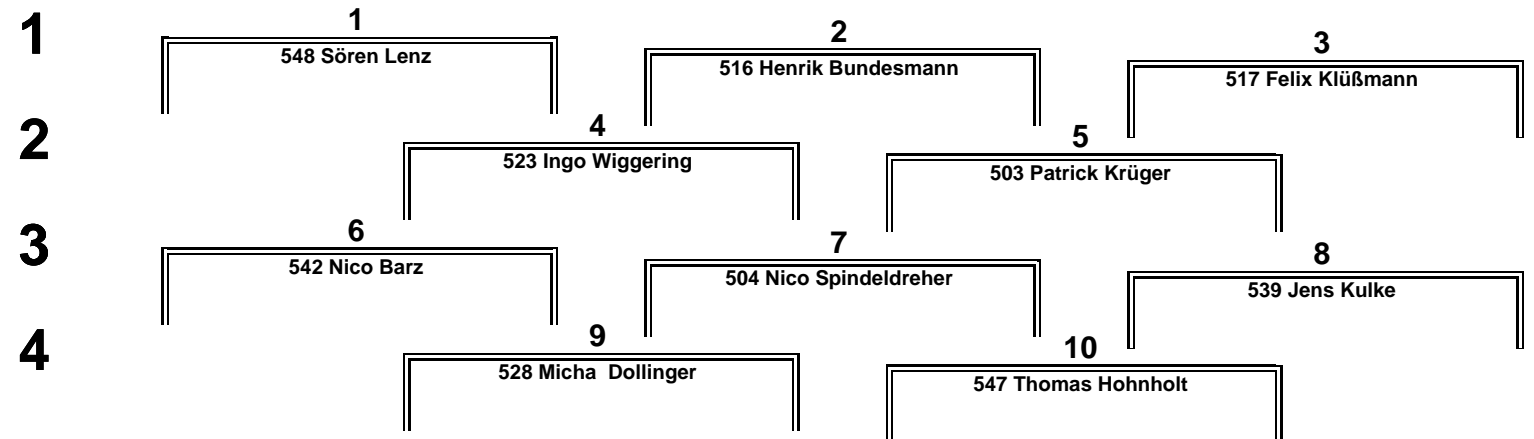 1
1
548 Sören Lenz
2
516 Henrik Bundesmann
3
517 Felix Klüßmann
2
4
523 Ingo Wiggering
5
503 Patrick Krüger
3
6
542 Nico Barz
7
504 Nico Spindeldreher
8
539 Jens Kulke
4
9
528 Micha  Dollinger
10
547 Thomas Hohnholt